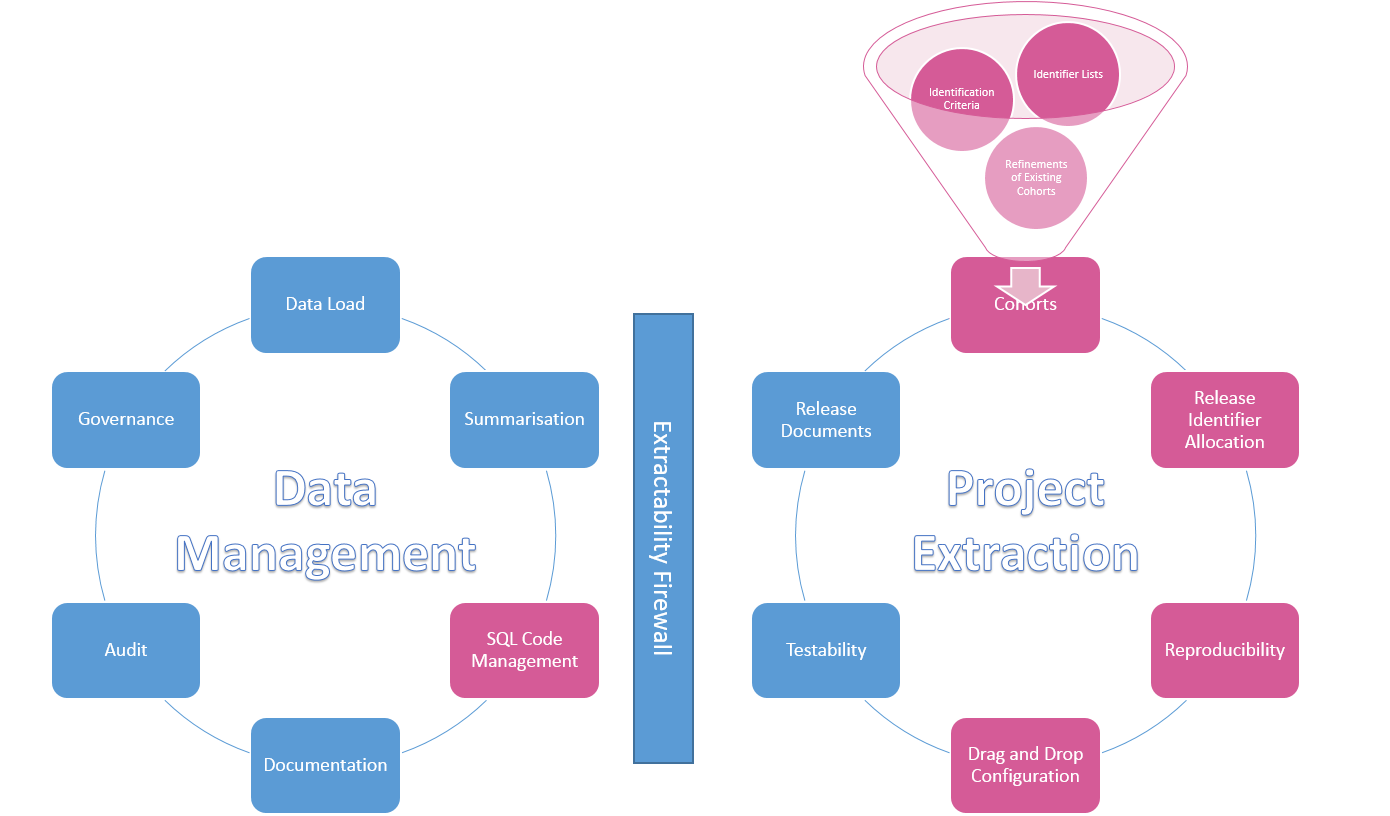 Identifier Lists
Identification
Criteria
Refinements
of Existing
Cohorts
Data Load
Governance
Summarisation
Data
Management
Audit
SQL Code
Management
Documentation
Extractability Firewall
Cohorts
Release
Documents
Release
Identifier
Allocation
Project
Extraction
Testability
Reproducibility
Drag and Drop
Configuration